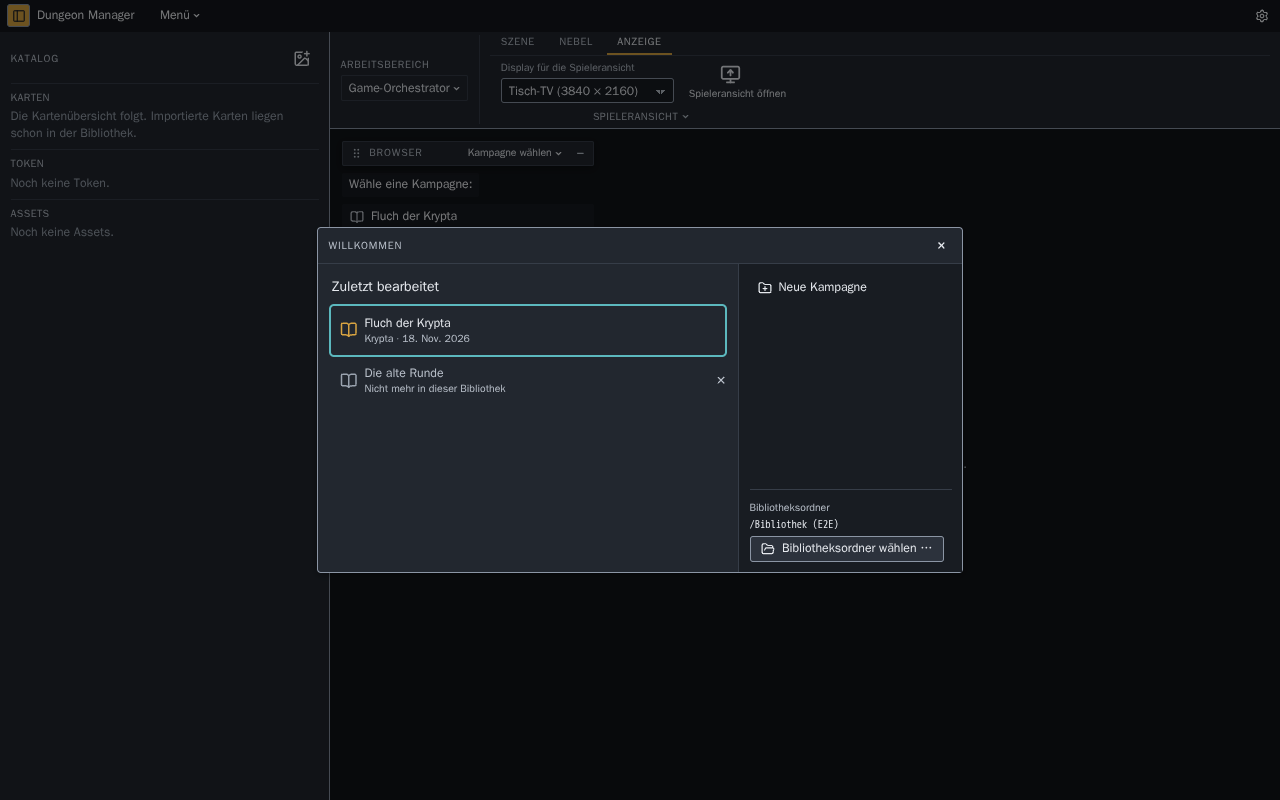 Dungeon Manager
Menü
KATALOG
KARTEN
Die Kartenübersicht folgt. Importierte Karten liegen
schon in der Bibliothek.
TOKEN
Noch keine Token.
ASSETS
Noch keine Assets.
ARBEITSBEREICH
Game-Orchestrator
SZENE
NEBEL
ANZEIGE
Display für die Spieleransicht
Tisch-TV (3840 × 2160)
Spieleransicht öffnen
SPIELERANSICHT
BROWSER
Kampagne wählen
Wähle eine Kampagne:
Fluch der Krypta
WILLKOMMEN
Zuletzt bearbeitet
Fluch der Krypta
Krypta · 18. Nov. 2026
Die alte Runde
Nicht mehr in dieser Bibliothek
Neue Kampagne
Bibliotheksordner
/Bibliothek (E2E)
Bibliotheksordner wählen ···